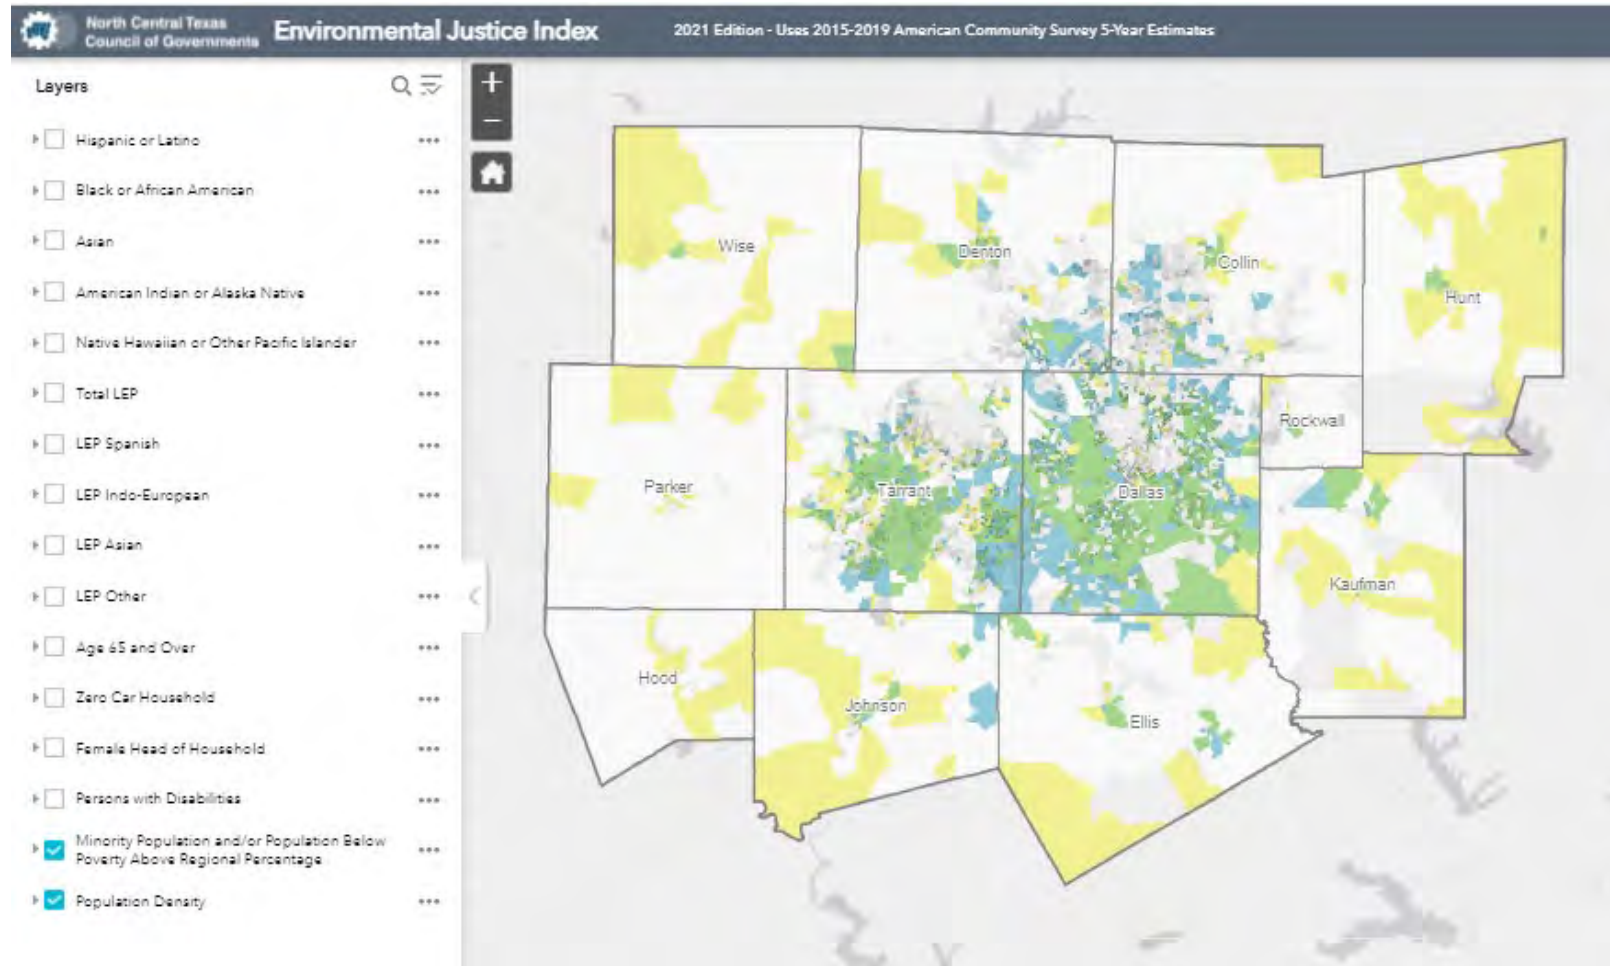 North Central Texas
Council of Governments
Environmental Justice Index
2021 Edition - Uses 2015-2019 American Community Survey 5-Year Estimates
Layers
Hispanic or Latino
Black or African American
Asian
American Indian or Alaska Native
Native Hawaiian or Other Pacific Islander
Total LEP
LEP Spanish
LEP Indo-European
LEP Asian
LEP Other
Age 65 and Over
Zero Car Household
Female Head of Household
Persons with Disabilities
Minority Population and/or Population Below
Poverty Above Regional Percentage
Population Density
+
−
Wise
Denton
Collin
Hunt
Parker
Tarrant
Dallas
Rockwall
Kaufman
Hood
Johnson
Ellis